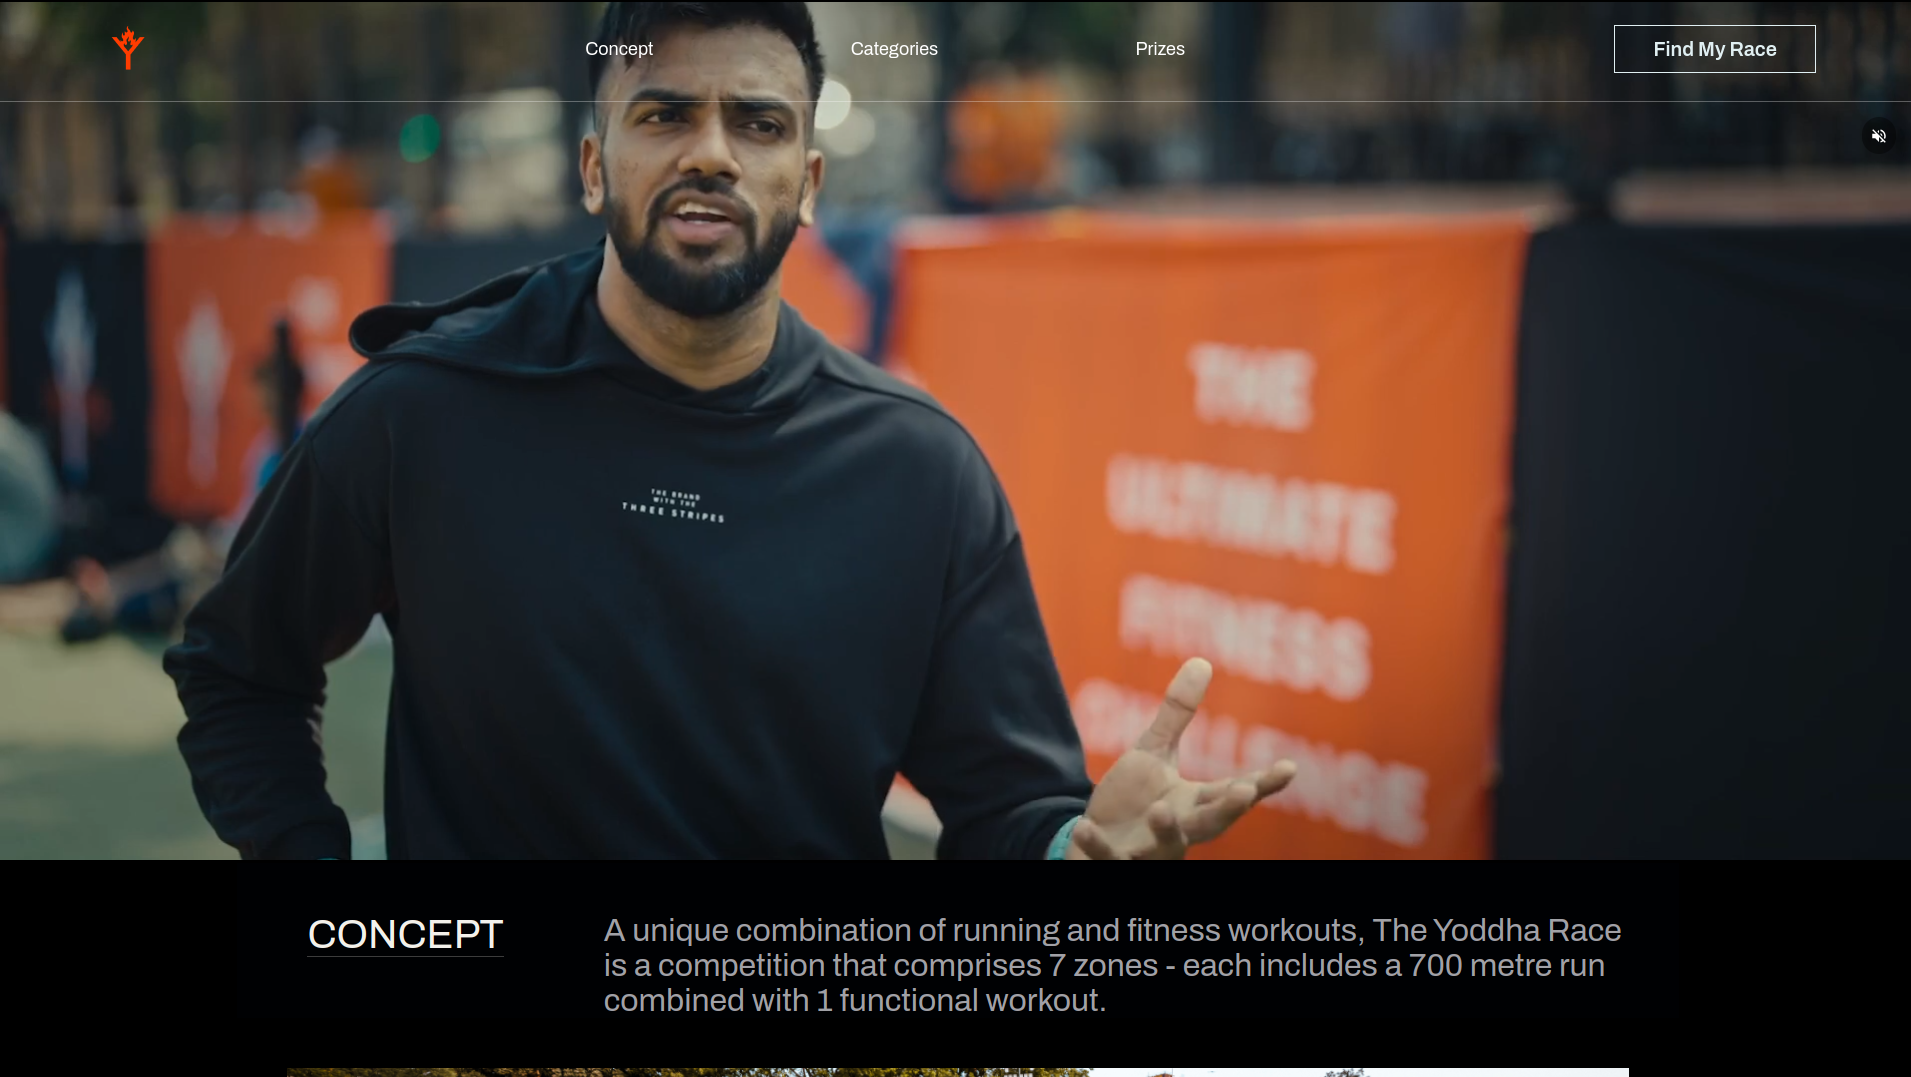 Concept
Categories
Prizes
Find My Race
THE
ULTIMATE
FITNESS
CHALLENGE
THE BRAND
WITH THE
THREE STRIPES
CONCEPT
A unique combination of running and fitness workouts, The Yoddha Race
is a competition that comprises 7 zones - each includes a 700 metre run
combined with 1 functional workout.